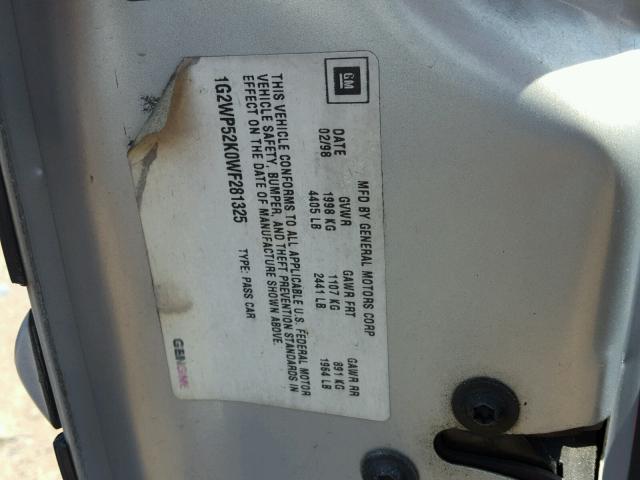 GM
MFD BY GENERAL MOTORS CORP
DATE GVWR GAWR FRT GAWR RR
02/98 1998 KG 1107 KG 891 KG
4405 LB 2441 LB 1964 LB
THIS VEHICLE CONFORMS TO ALL APPLICABLE U.S. FEDERAL MOTOR
VEHICLE SAFETY, BUMPER, AND THEFT PREVENTION STANDARDS IN
EFFECT ON THE DATE OF MANUFACTURE SHOWN ABOVE.
1G2WP52K0WF281325 TYPE: PASS CAR